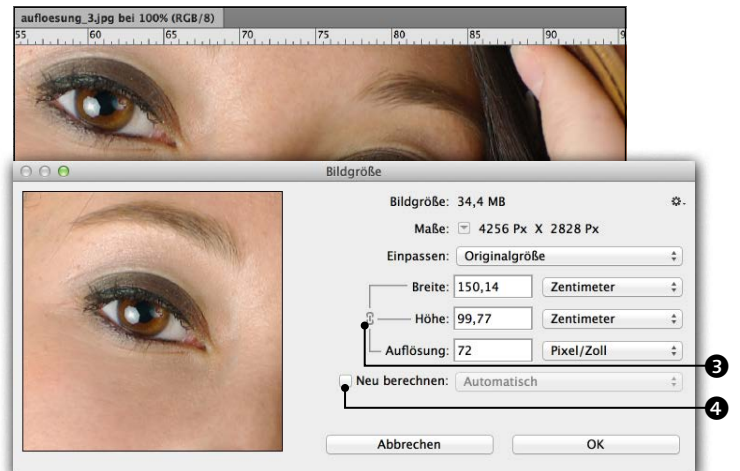 aufloesung_3.jpg bei 100% (RGB/8)
55 60 65 70 75 80 85 90 9
Bildgröße
Bildgröße: 34,4 MB
Maße: 4256 Px X 2828 Px
Einpassen: Originalgröße
Breite: 150,14 Zentimeter
Höhe: 99,77 Zentimeter
Auflösung: 72 Pixel/Zoll
3
Neu berechnen: Automatisch
4
Abbrechen OK